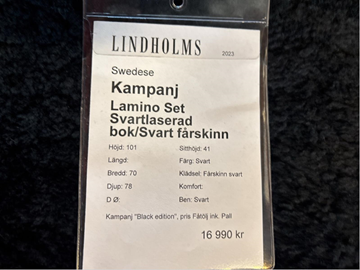 LINDHOLMS
2023
Swedese
Kampanj
Lamino Set
Svartlaserad
bok/Svart fårskinn
Höjd: 101 Sitthöjd: 41
Längd: Färg: Svart
Bredd: 70 Klädsel: Fårskinn svart
Djup: 78 Komfort:
D Ø: Ben: Svart
Kampanj "Black edition", pris Fåtölj ink. Pall
16 990 kr